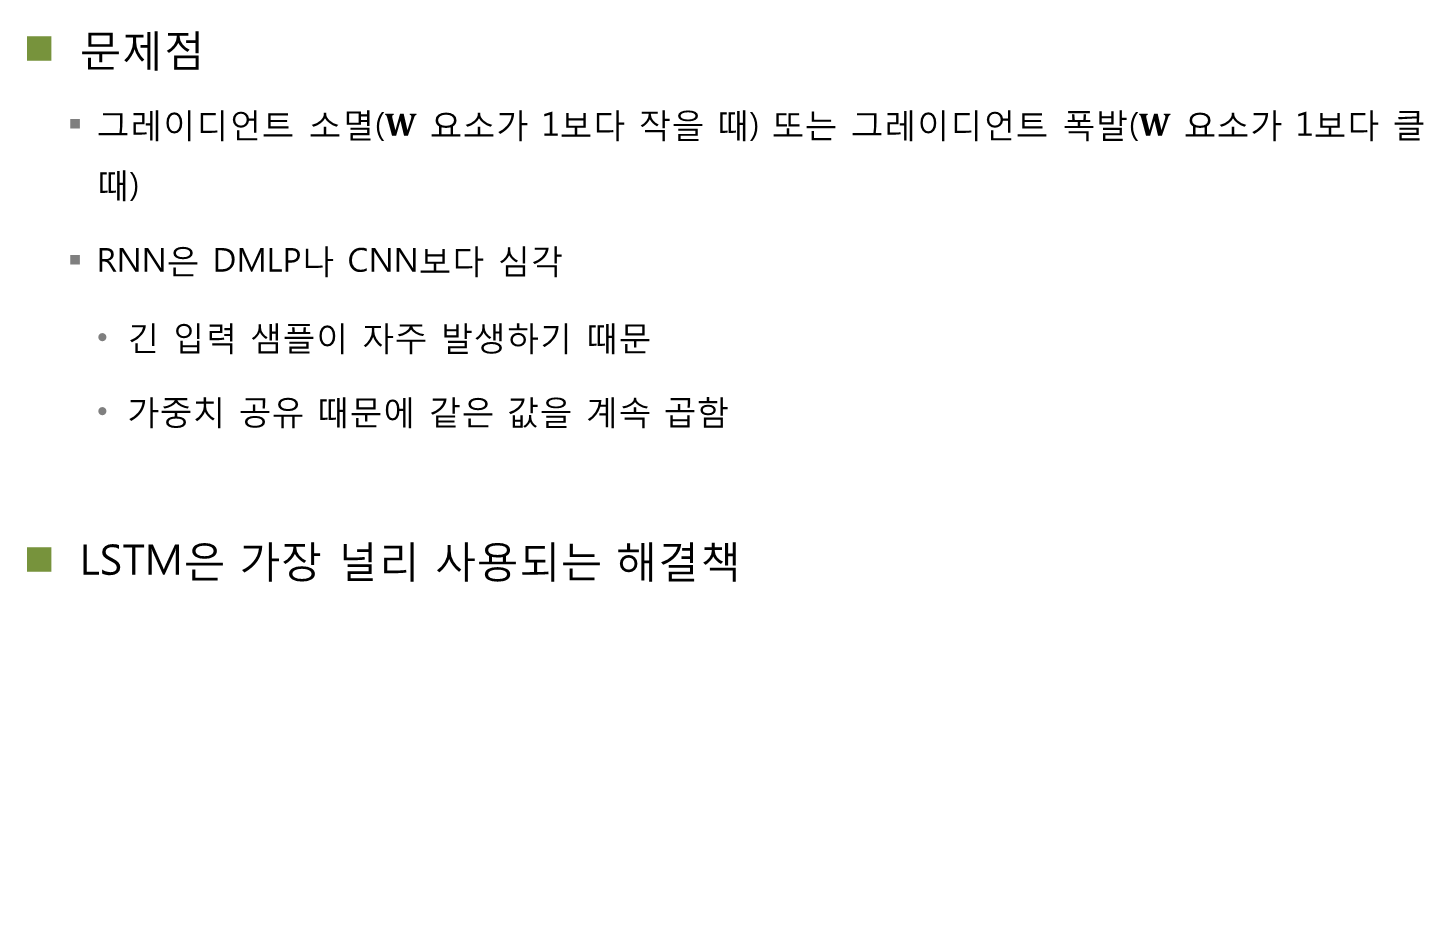 문제점
그레이디언트 소멸(W 요소가 1보다 작을 때) 또는 그레이디언트 폭발(W 요소가 1보다 클
때)
RNN은 DMLP나 CNN보다 심각
긴 입력 샘플이 자주 발생하기 때문
가중치 공유 때문에 같은 값을 계속 곱함
LSTM은 가장 널리 사용되는 해결책